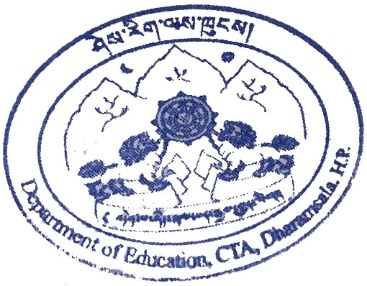 ཤེས་རིག་ལས་ཁུངས།
Department of Education, CTA, Dharamsala. H.P.